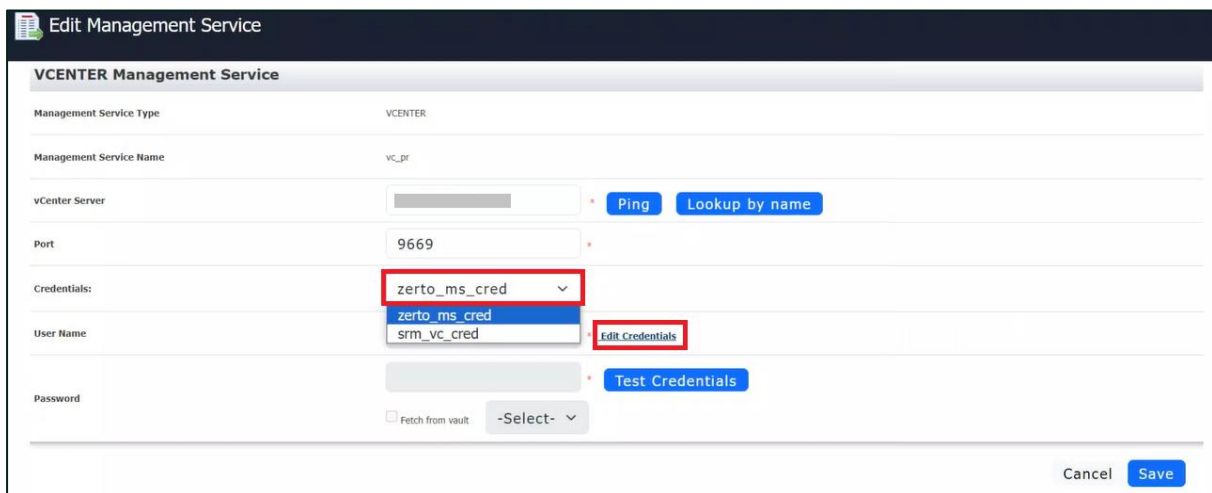 Edit Management Service
VCENTER Management Service
Management Service Type VCENTER
Management Service Name vc_pr
vCenter Server * Ping Lookup by name
Port 9669 *
Credentials: zerto_ms_cred
zerto_ms_cred
srm_vc_cred
User Name * Edit Credentials
Password * Test Credentials
Fetch from vault -Select-
Cancel Save